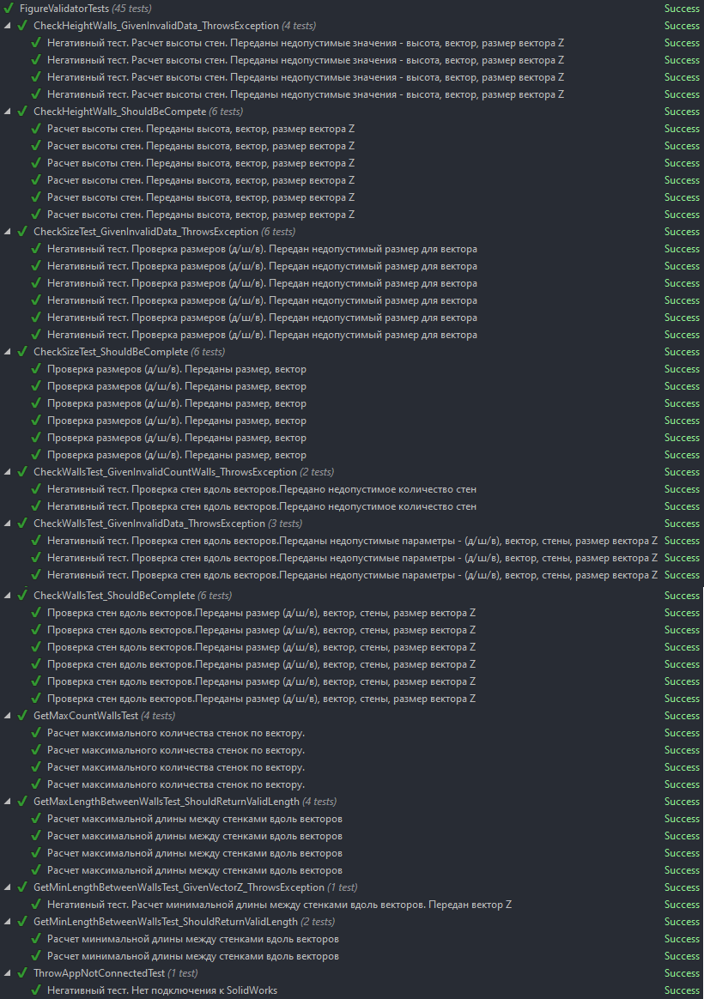 FigureValidatorTests (45 tests) Success
CheckHeightWalls_GivenInvalidData_ThrowsException (4 tests) Success
Негативный тест. Расчет высоты стен. Переданы недопустимые значения - высота, вектор, размер вектора Z Success
Негативный тест. Расчет высоты стен. Переданы недопустимые значения - высота, вектор, размер вектора Z Success
Негативный тест. Расчет высоты стен. Переданы недопустимые значения - высота, вектор, размер вектора Z Success
Негативный тест. Расчет высоты стен. Переданы недопустимые значения - высота, вектор, размер вектора Z Success
CheckHeightWalls_ShouldBeCompete (6 tests) Success
Расчет высоты стен. Переданы высота, вектор, размер вектора Z Success
Расчет высоты стен. Переданы высота, вектор, размер вектора Z Success
Расчет высоты стен. Переданы высота, вектор, размер вектора Z Success
Расчет высоты стен. Переданы высота, вектор, размер вектора Z Success
Расчет высоты стен. Переданы высота, вектор, размер вектора Z Success
Расчет высоты стен. Переданы высота, вектор, размер вектора Z Success
CheckSizeTest_GivenInvalidData_ThrowsException (6 tests) Success
Негативный тест. Проверка размеров (д/ш/в). Передан недопустимый размер для вектора Success
Негативный тест. Проверка размеров (д/ш/в). Передан недопустимый размер для вектора Success
Негативный тест. Проверка размеров (д/ш/в). Передан недопустимый размер для вектора Success
Негативный тест. Проверка размеров (д/ш/в). Передан недопустимый размер для вектора Success
Негативный тест. Проверка размеров (д/ш/в). Передан недопустимый размер для вектора Success
Негативный тест. Проверка размеров (д/ш/в). Передан недопустимый размер для вектора Success
CheckSizeTest_ShouldBeComplete (6 tests) Success
Проверка размеров (д/ш/в). Переданы размер, вектор Success
Проверка размеров (д/ш/в). Переданы размер, вектор Success
Проверка размеров (д/ш/в). Переданы размер, вектор Success
Проверка размеров (д/ш/в). Переданы размер, вектор Success
Проверка размеров (д/ш/в). Переданы размер, вектор Success
Проверка размеров (д/ш/в). Переданы размер, вектор Success
CheckWallsTest_GivenInvalidCountWalls_ThrowsException (2 tests) Success
Негативный тест. Проверка стен вдоль векторов.Передано недопустимое количество стен Success
Негативный тест. Проверка стен вдоль векторов.Передано недопустимое количество стен Success
CheckWallsTest_GivenInvalidData_ThrowsException (3 tests) Success
Негативный тест. Проверка стен вдоль векторов.Переданы недопустимые параметры - (д/ш/в), вектор, стены, размер вектора Z Success
Негативный тест. Проверка стен вдоль векторов.Переданы недопустимые параметры - (д/ш/в), вектор, стены, размер вектора Z Success
Негативный тест. Проверка стен вдоль векторов.Переданы недопустимые параметры - (д/ш/в), вектор, стены, размер вектора Z Success
CheckWallsTest_ShouldBeComplete (6 tests) Success
Проверка стен вдоль векторов.Переданы размер (д/ш/в), вектор, стены, размер вектора Z Success
Проверка стен вдоль векторов.Переданы размер (д/ш/в), вектор, стены, размер вектора Z Success
Проверка стен вдоль векторов.Переданы размер (д/ш/в), вектор, стены, размер вектора Z Success
Проверка стен вдоль векторов.Переданы размер (д/ш/в), вектор, стены, размер вектора Z Success
Проверка стен вдоль векторов.Переданы размер (д/ш/в), вектор, стены, размер вектора Z Success
Проверка стен вдоль векторов.Переданы размер (д/ш/в), вектор, стены, размер вектора Z Success
GetMaxCountWallsTest (4 tests) Success
Расчет максимального количества стенок по вектору. Success
Расчет максимального количества стенок по вектору. Success
Расчет максимального количества стенок по вектору. Success
Расчет максимального количества стенок по вектору. Success
GetMaxLengthBetweenWallsTest_ShouldReturnValidLength (4 tests) Success
Расчет максимальной длины между стенками вдоль векторов Success
Расчет максимальной длины между стенками вдоль векторов Success
Расчет максимальной длины между стенками вдоль векторов Success
Расчет максимальной длины между стенками вдоль векторов Success
GetMinLengthBetweenWallsTest_GivenVectorZ_ThrowsException (1 test) Success
Негативный тест. Расчет минимальной длины между стенками вдоль векторов. Передан вектор Z Success
GetMinLengthBetweenWallsTest_ShouldReturnValidLength (2 tests) Success
Расчет минимальной длины между стенками вдоль векторов Success
Расчет минимальной длины между стенками вдоль векторов Success
ThrowAppNotConnectedTest (1 test) Success
Негативный тест. Нет подключения к SolidWorks Success